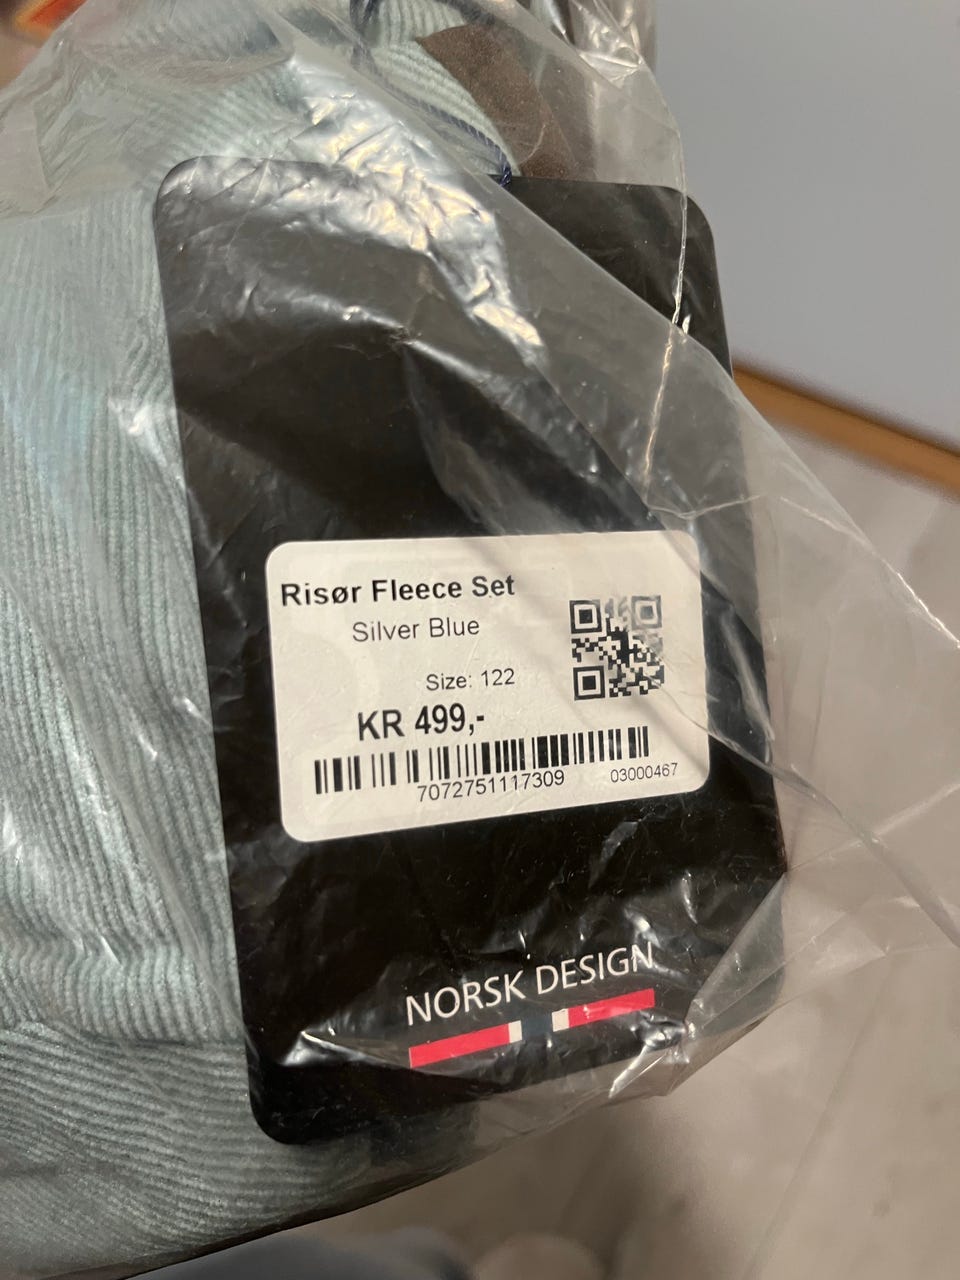 Risør Fleece Set
Silver Blue
Size: 122
KR 499,-
7072751117309
03000467
NORSK DESIGN